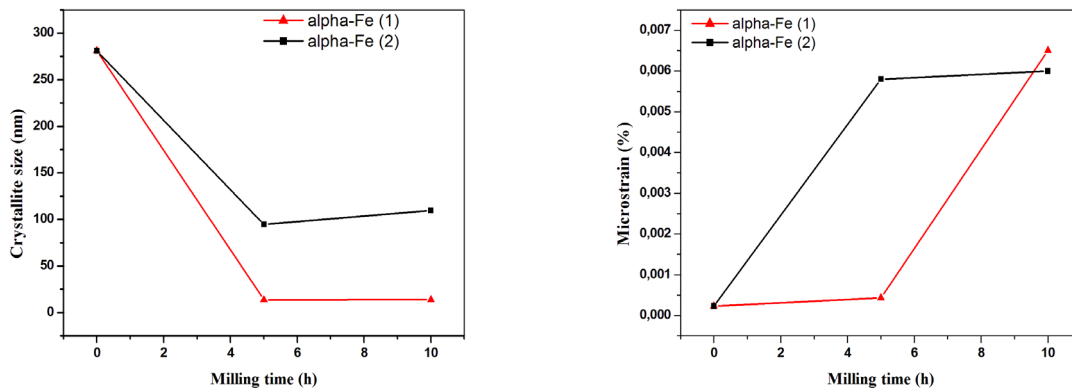 alpha-Fe (1)
alpha-Fe (2)
300
250
200
150
100
50
0
Crystallite size (nm)
0 2 4 6 8 10
Milling time (h)
alpha-Fe (1)
alpha-Fe (2)
0,007
0,006
0,005
0,004
0,003
0,002
0,001
0,000
Microstrain (%)
0 2 4 6 8 10
Milling time (h)